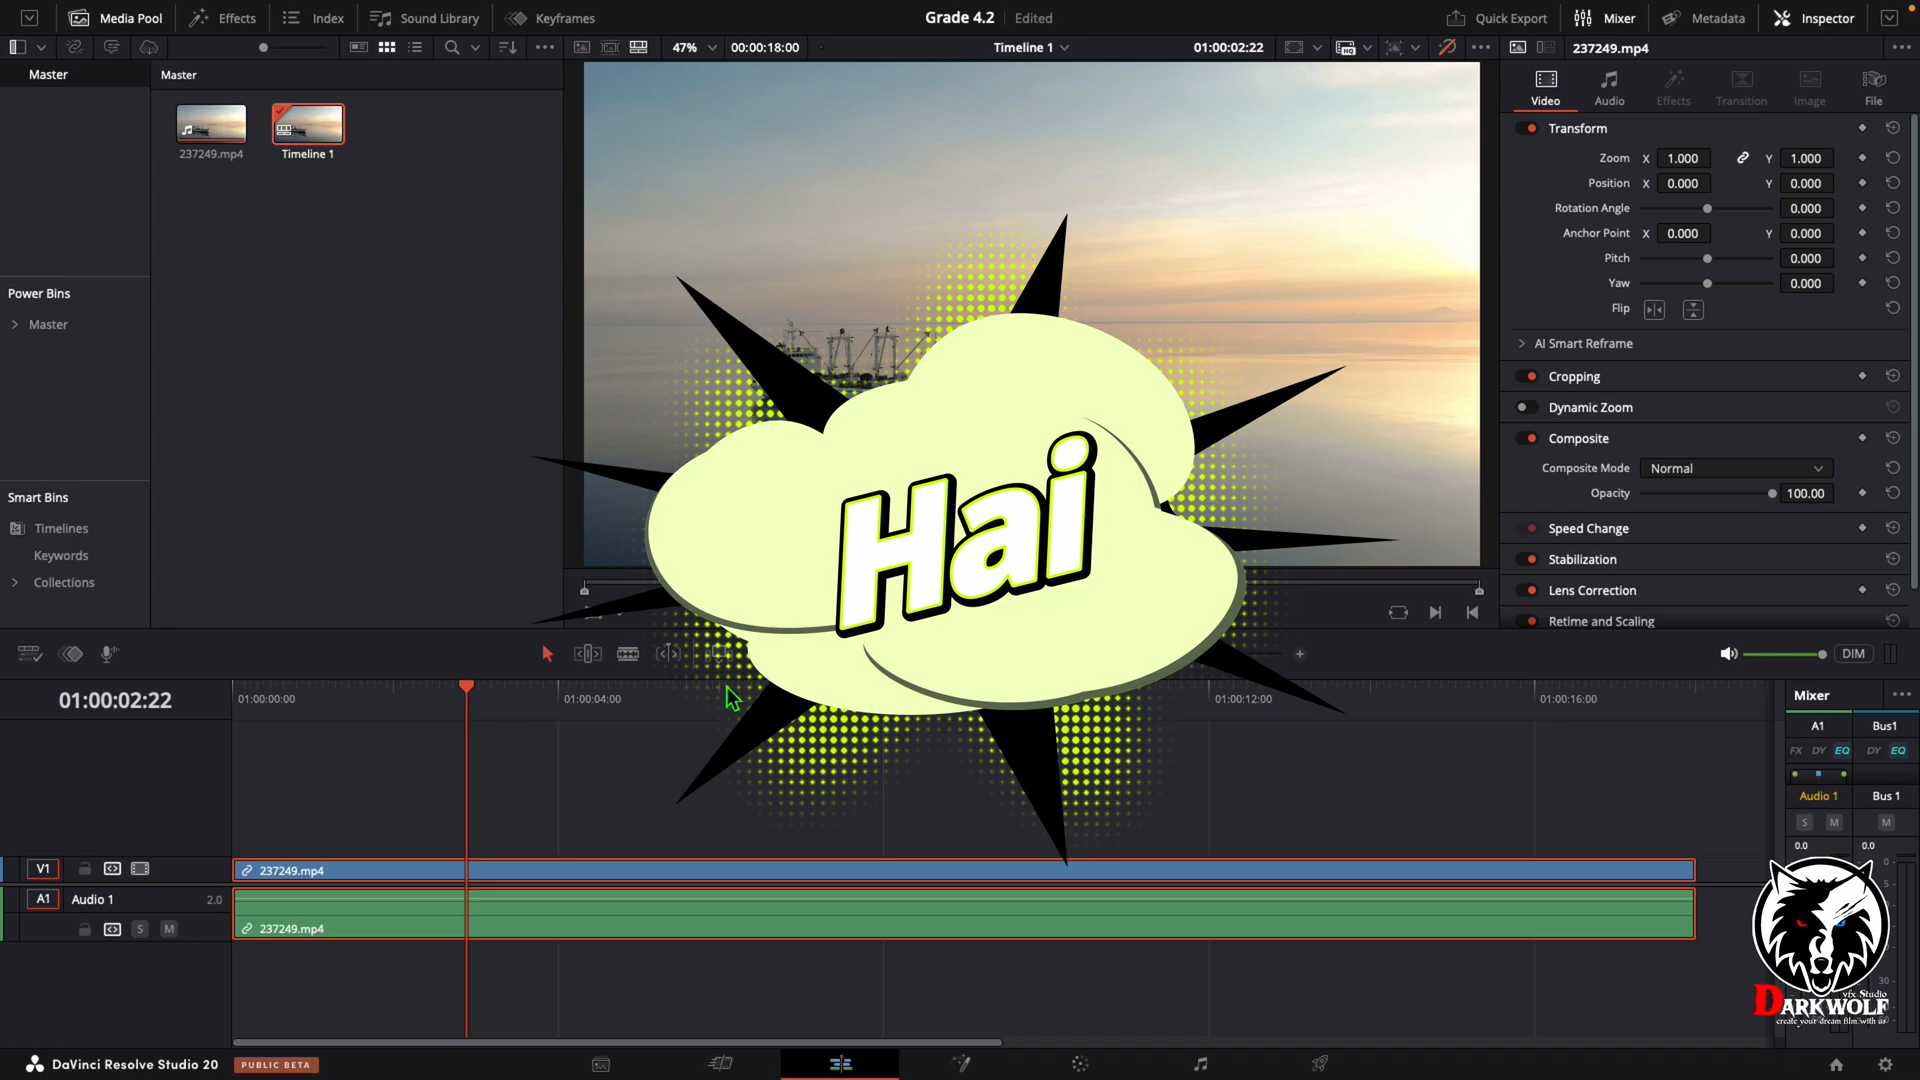 Media Pool
Effects
Index
Sound Library
Keyframes
Grade 4.2
Edited
Quick Export
Mixer
Metadata
Inspector
47%
00:00:18:00
Timeline 1
01:00:02:22
237249.mp4
Master
Master
237249.mp4
Timeline 1
Power Bins
Master
Smart Bins
Timelines
Keywords
Collections
Video
Audio
Effects
Transition
Image
File
Transform
Zoom X 1.000 Y 1.000
Position X 0.000 Y 0.000
Rotation Angle 0.000
Anchor Point X 0.000 Y 0.000
Pitch 0.000
Yaw 0.000
Flip
AI Smart Reframe
Cropping
Dynamic Zoom
Composite
Composite Mode Normal
Opacity 100.00
Speed Change
Stabilization
Lens Correction
Retime and Scaling
Hai
DIM
01:00:02:22
01:00:00:00
01:00:04:00
01:00:12:00
01:00:16:00
V1
237249.mp4
A1 Audio 1 2.0
S M
237249.mp4
Mixer
A1 Bus1
FX DY EQ DY EQ
Audio 1 Bus 1
S M M
0.0 0.0
vfx Studio
DARKWOLF
create your dream film with us
DaVinci Resolve Studio 20
PUBLIC BETA